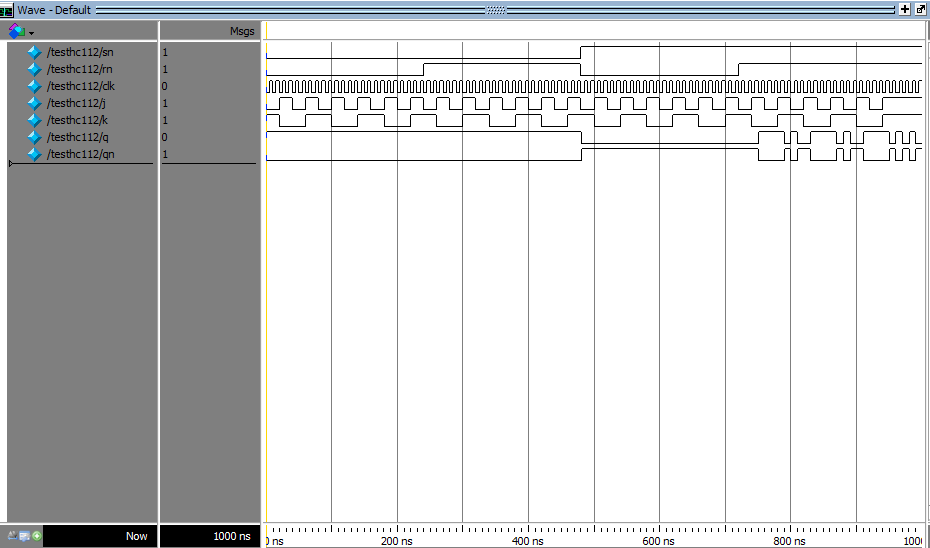 Wave - Default
Msgs
/testhc112/sn 1
/testhc112/rn 1
/testhc112/clk 0
/testhc112/j 1
/testhc112/k 1
/testhc112/q 0
/testhc112/qn 1
Now 1000 ns
0 ns 200 ns 400 ns 600 ns 800 ns 1000